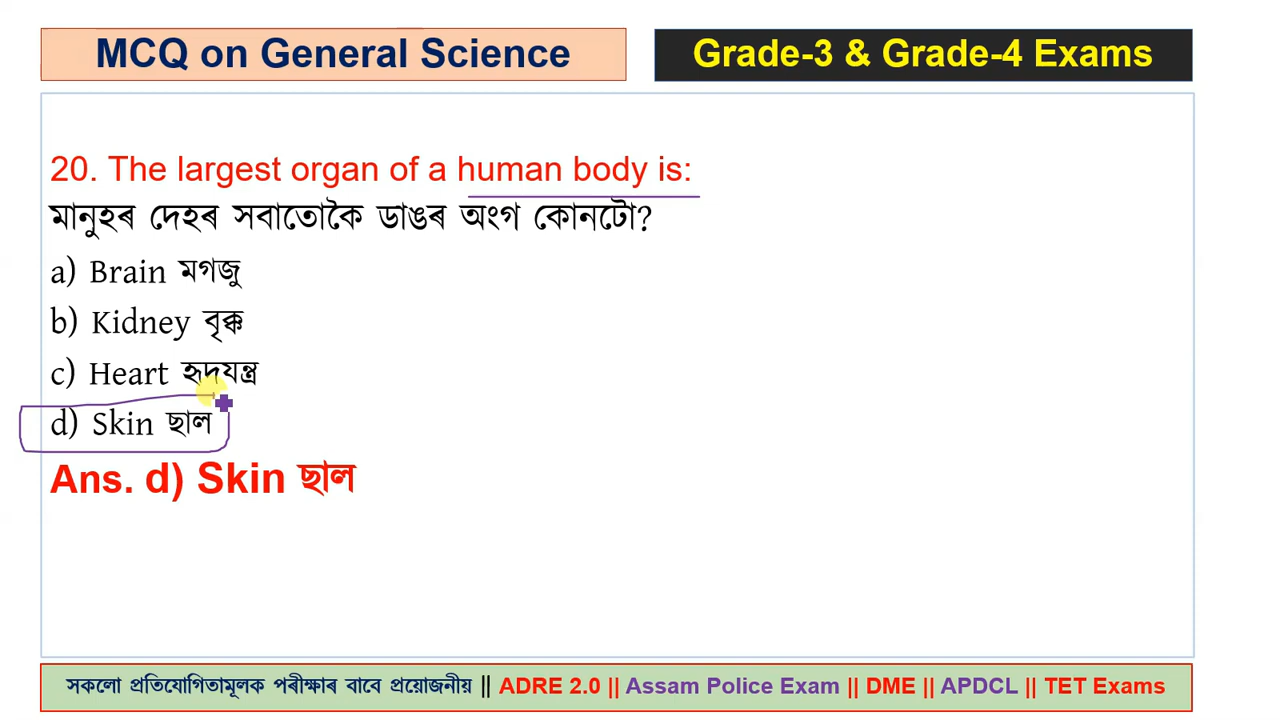 MCQ on General Science
Grade-3 & Grade-4 Exams
20. The largest organ of a human body is:
মানুহৰ দেহৰ সবাতোকৈ ডাঙৰ অংগ কোনটো?
a) Brain মগজু
b) Kidney বৃক্ক
c) Heart হৃদযন্ত্ৰ
d) Skin ছাল
Ans. d) Skin ছাল
সকলো প্ৰতিযোগিতামূলক পৰীক্ষাৰ বাবে প্ৰয়োজনীয় || ADRE 2.0 || Assam Police Exam || DME || APDCL || TET Exams